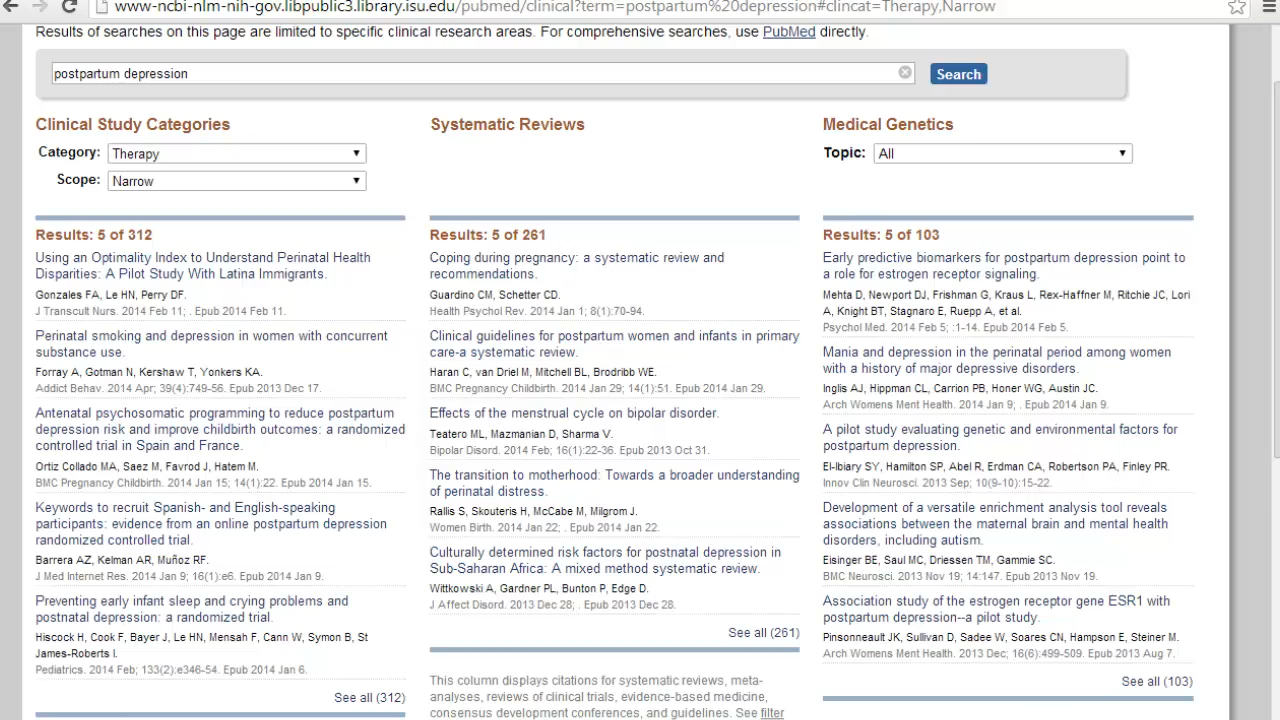 www-ncbi-nlm-nih-gov.libpublic3.library.isu.edu/pubmed/clinical?term=postpartum%20depression#clincat=Therapy,Narrow
Results of searches on this page are limited to specific clinical research areas. For comprehensive searches, use PubMed directly.
postpartum depression
Search
Clinical Study Categories
Category: Therapy
Scope: Narrow
Results: 5 of 312
Using an Optimality Index to Understand Perinatal Health
Disparities: A Pilot Study With Latina Immigrants.
Gonzales FA, Le HN, Perry DF.
J Transcult Nurs. 2014 Feb 11; . Epub 2014 Feb 11.
Perinatal smoking and depression in women with concurrent
substance use.
Forray A, Gotman N, Kershaw T, Yonkers KA.
Addict Behav. 2014 Apr; 39(4):749-56. Epub 2013 Dec 17.
Antenatal psychosomatic programming to reduce postpartum
depression risk and improve childbirth outcomes: a randomized
controlled trial in Spain and France.
Ortiz Collado MA, Saez M, Favrod J, Hatem M.
BMC Pregnancy Childbirth. 2014 Jan 15; 14(1):22. Epub 2014 Jan 15.
Keywords to recruit Spanish- and English-speaking
participants: evidence from an online postpartum depression
randomized controlled trial.
Barrera AZ, Kelman AR, Muñoz RF.
J Med Internet Res. 2014 Jan 9; 16(1):e6. Epub 2014 Jan 9.
Preventing early infant sleep and crying problems and
postnatal depression: a randomized trial.
Hiscock H, Cook F, Bayer J, Le HN, Mensah F, Cann W, Symon B, St
James-Roberts I.
Pediatrics. 2014 Feb; 133(2):e346-54. Epub 2014 Jan 6.
See all (312)
Systematic Reviews
Results: 5 of 261
Coping during pregnancy: a systematic review and
recommendations.
Guardino CM, Schetter CD.
Health Psychol Rev. 2014 Jan 1; 8(1):70-94.
Clinical guidelines for postpartum women and infants in primary
care-a systematic review.
Haran C, van Driel M, Mitchell BL, Brodribb WE.
BMC Pregnancy Childbirth. 2014 Jan 29; 14(1):51. Epub 2014 Jan 29.
Effects of the menstrual cycle on bipolar disorder.
Teatero ML, Mazmanian D, Sharma V.
Bipolar Disord. 2014 Feb; 16(1):22-36. Epub 2013 Oct 31.
The transition to motherhood: Towards a broader understanding
of perinatal distress.
Rallis S, Skouteris H, McCabe M, Milgrom J.
Women Birth. 2014 Jan 22; . Epub 2014 Jan 22.
Culturally determined risk factors for postnatal depression in
Sub-Saharan Africa: A mixed method systematic review.
Wittkowski A, Gardner PL, Bunton P, Edge D.
J Affect Disord. 2013 Dec 28; . Epub 2013 Dec 28.
See all (261)
This column displays citations for systematic reviews, meta-
analyses, reviews of clinical trials, evidence-based medicine,
consensus development conferences, and guidelines. See filter
Medical Genetics
Topic: All
Results: 5 of 103
Early predictive biomarkers for postpartum depression point to
a role for estrogen receptor signaling.
Mehta D, Newport DJ, Frishman G, Kraus L, Rex-Haffner M, Ritchie JC, Lori
A, Knight BT, Stagnaro E, Ruepp A, et al.
Psychol Med. 2014 Feb 5; :1-14. Epub 2014 Feb 5.
Mania and depression in the perinatal period among women
with a history of major depressive disorders.
Inglis AJ, Hippman CL, Carrion PB, Honer WG, Austin JC.
Arch Womens Ment Health. 2014 Jan 9; . Epub 2014 Jan 9.
A pilot study evaluating genetic and environmental factors for
postpartum depression.
El-Ibiary SY, Hamilton SP, Abel R, Erdman CA, Robertson PA, Finley PR.
Innov Clin Neurosci. 2013 Sep; 10(9-10):15-22.
Development of a versatile enrichment analysis tool reveals
associations between the maternal brain and mental health
disorders, including autism.
Eisinger BE, Saul MC, Driessen TM, Gammie SC.
BMC Neurosci. 2013 Nov 19; 14:147. Epub 2013 Nov 19.
Association study of the estrogen receptor gene ESR1 with
postpartum depression--a pilot study.
Pinsonneault JK, Sullivan D, Sadee W, Soares CN, Hampson E, Steiner M.
Arch Womens Ment Health. 2013 Dec; 16(6):499-509. Epub 2013 Aug 7.
See all (103)